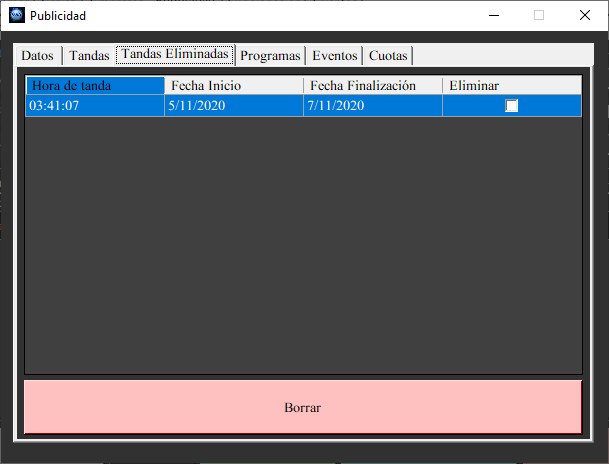 Publicidad
Datos Tandas Tandas Eliminadas Programas Eventos Cuotas
Hora de tanda Fecha Inicio Fecha Finalización Eliminar
03:41:07 5/11/2020 7/11/2020
Borrar